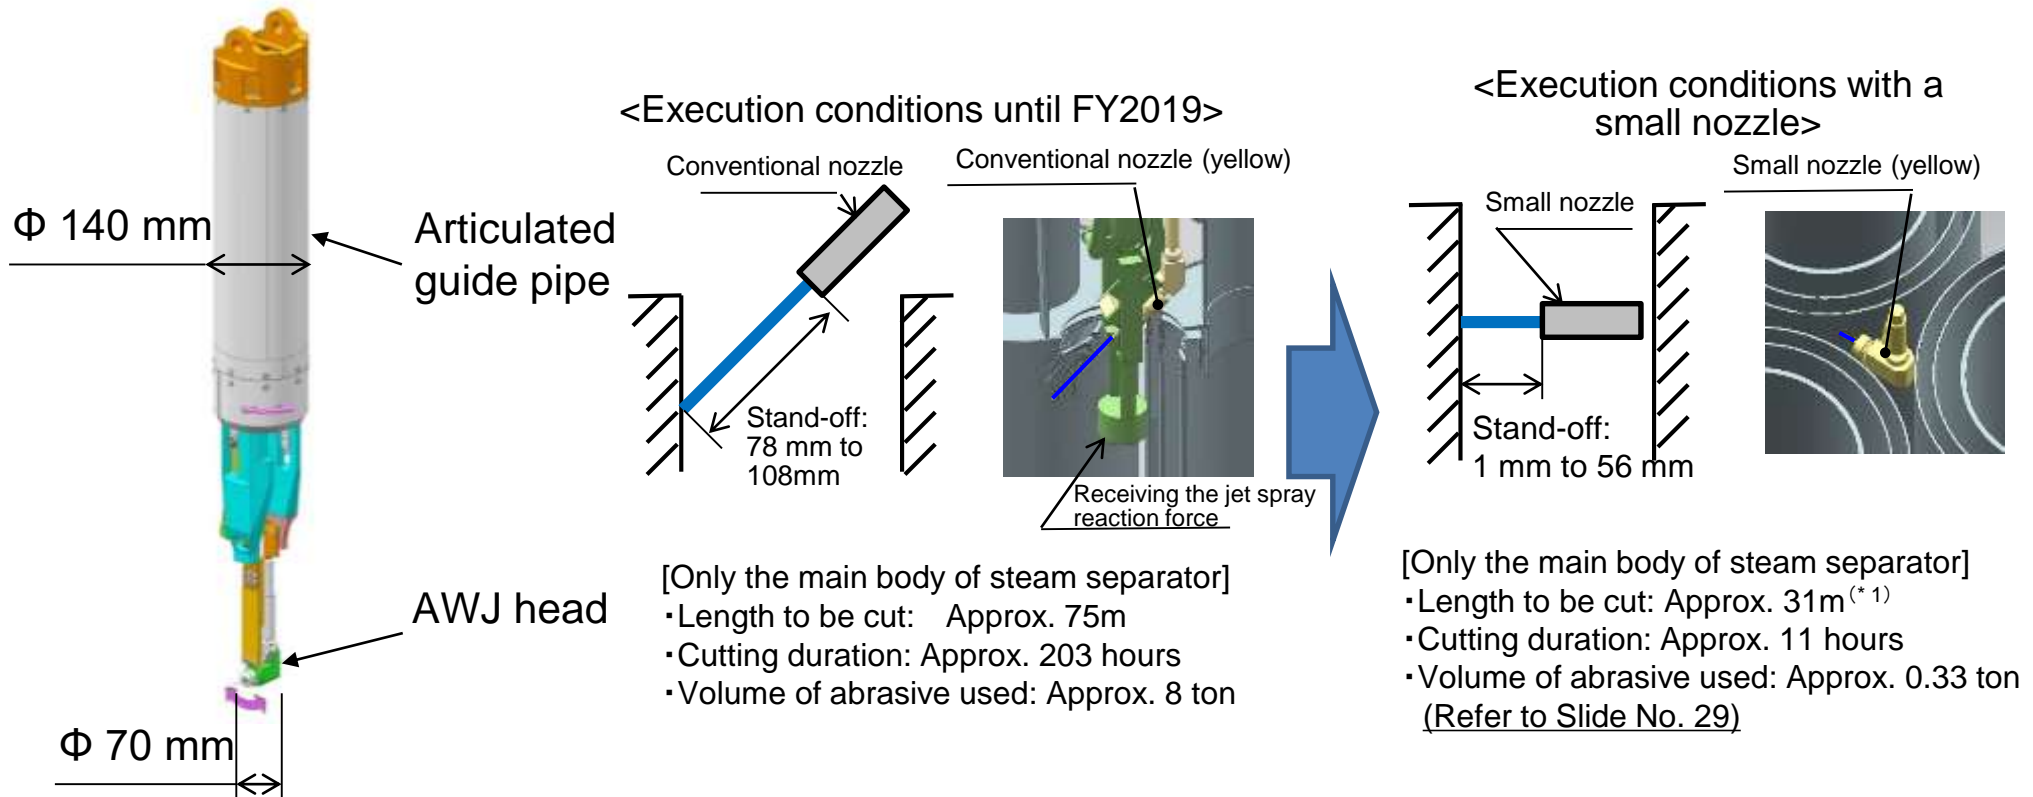 Φ 140 mm
Articulated
guide pipe
AWJ head
Φ 70 mm
<Execution conditions until FY2019>
Conventional nozzle
Conventional nozzle (yellow)
Stand-off:
78 mm to
108mm
Receiving the jet spray
reaction force
[Only the main body of steam separator]
・Length to be cut: Approx. 75m
・Cutting duration: Approx. 203 hours
・Volume of abrasive used: Approx. 8 ton
<Execution conditions with a
small nozzle>
Small nozzle
Small nozzle (yellow)
Stand-off:
1 mm to 56 mm
[Only the main body of steam separator]
・Length to be cut: Approx. 31m(* 1)
・Cutting duration: Approx. 11 hours
・Volume of abrasive used: Approx. 0.33 ton
(Refer to Slide No. 29)